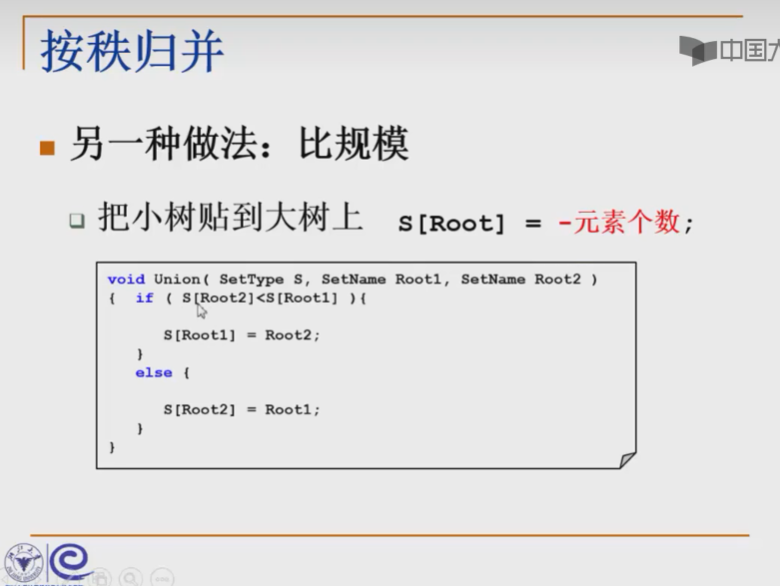 按秩归并
中国大
另一种做法：比规模
把小树贴到大树上 S[Root] = -元素个数;
void Union( SetType S, SetName Root1, SetName Root2 )
{ if ( S[Root2]<S[Root1] ){
S[Root1] = Root2;
}
else {
S[Root2] = Root1;
}
}